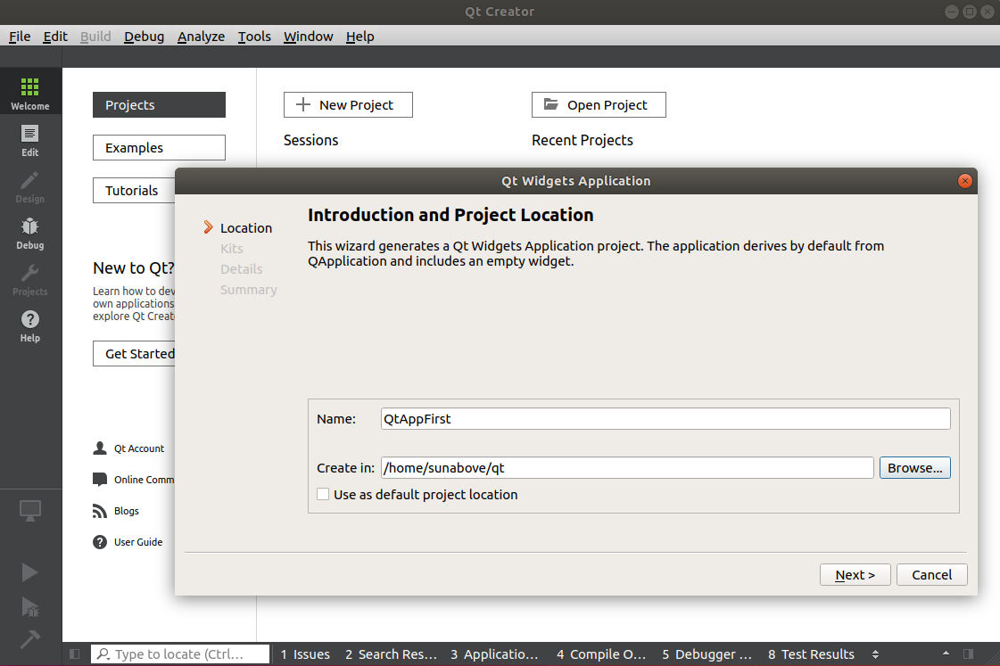 Qt Creator
File Edit Build Debug Analyze Tools Window Help
Welcome
Edit
Design
Debug
Projects
Help
Projects
Examples
Tutorials
New to Qt?
Learn how to dev
own applications
explore Qt Creat
Get Started
Qt Account
Online Comm
Blogs
User Guide
New Project
Open Project
Sessions
Recent Projects
Qt Widgets Application
Location
Kits
Details
Summary
Introduction and Project Location
This wizard generates a Qt Widgets Application project. The application derives by default from
QApplication and includes an empty widget.
Name: QtAppFirst
Create in: /home/sunabove/qt Browse...
Use as default project location
Next > Cancel
Type to locate (Ctrl... 1 Issues 2 Search Res... 3 Applicatio... 4 Compile O... 5 Debugger ... 8 Test Results